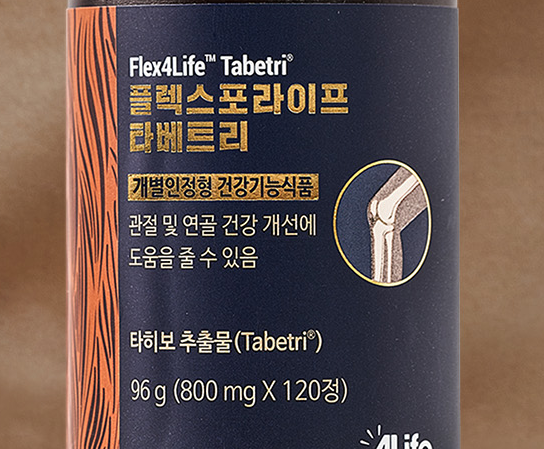 Flex4Life™ Tabetri®
플렉스포라이프
타베트리
개별인정형 건강기능식품
관절 및 연골 건강 개선에
도움을 줄 수 있음
타히보 추출물(Tabetri®)
96 g (800 mg X 120정)
4Life